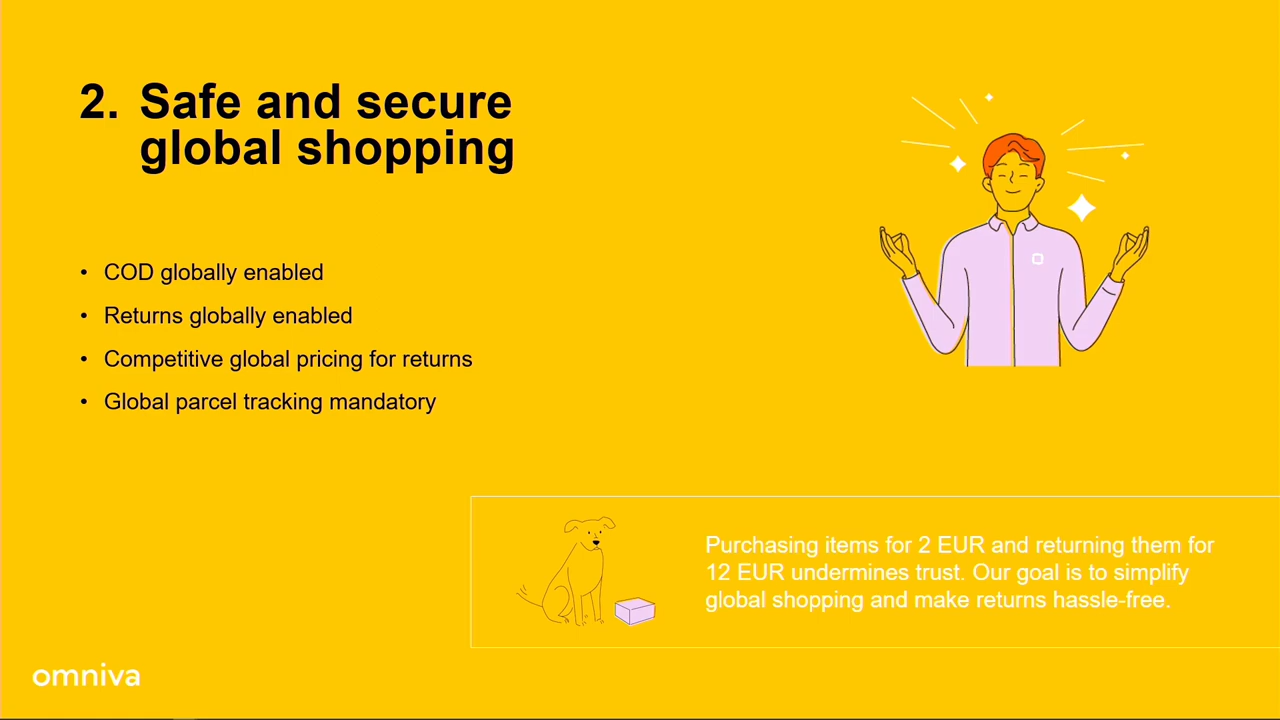 2. Safe and secure
global shopping
• COD globally enabled
• Returns globally enabled
• Competitive global pricing for returns
• Global parcel tracking mandatory
Purchasing items for 2 EUR and returning them for
12 EUR undermines trust. Our goal is to simplify
global shopping and make returns hassle-free.
omniva